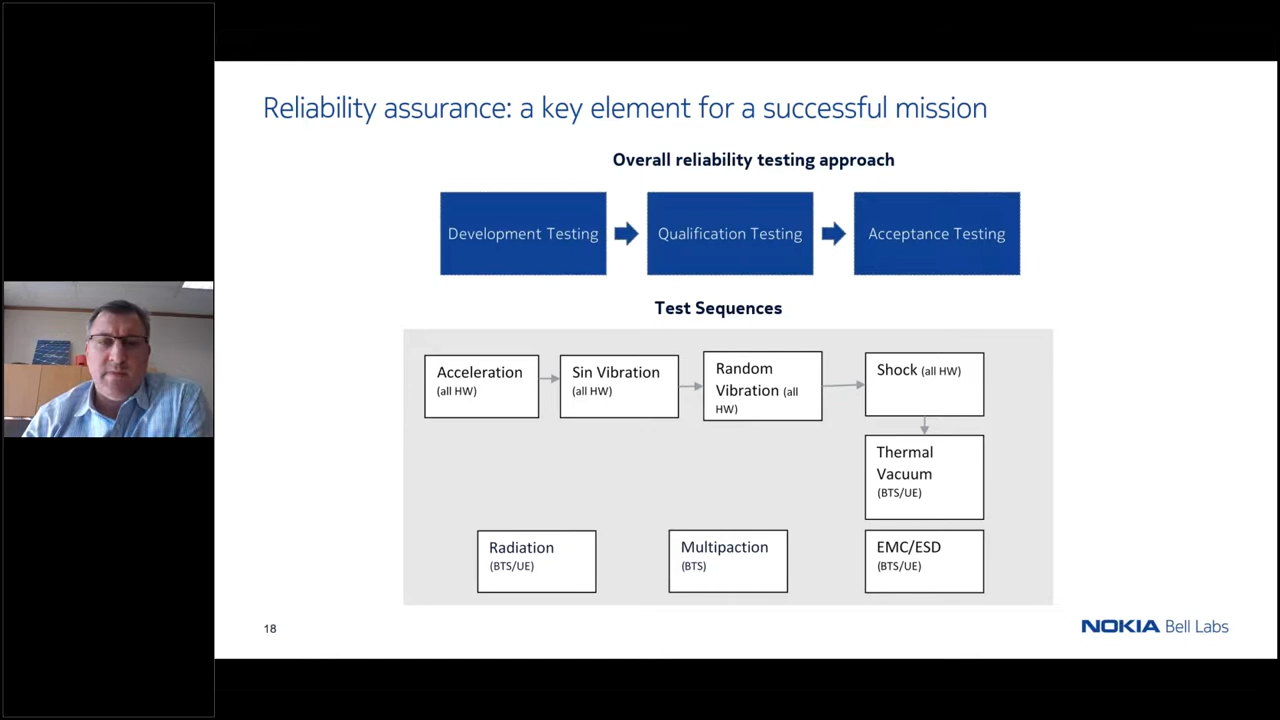 Reliability assurance: a key element for a successful mission
Overall reliability testing approach
Development Testing
Qualification Testing
Acceptance Testing
Test Sequences
Acceleration
(all HW)
Sin Vibration
(all HW)
Random
Vibration (all
HW)
Shock (all HW)
Thermal
Vacuum
(BTS/UE)
Radiation
(BTS/UE)
Multipaction
(BTS)
EMC/ESD
(BTS/UE)
18
NOKIA Bell Labs